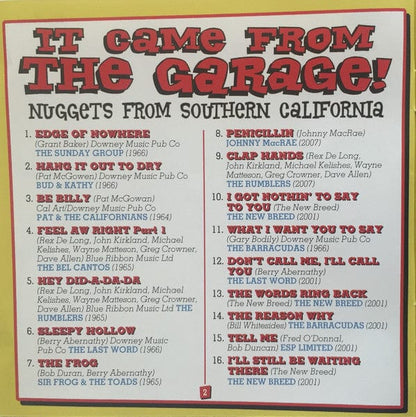 IT CAME FROM
THE GARAGE!
NUGGETS FROM SOUTHERN CALIFORNIA
1. EDGE OF NOWHERE
(Grant Baker) Downey Music Pub Co
THE SUNDAY GROUP (1966)
2. HANG IT OUT TO DRY
(Pat McGowen) Downey Music Pub Co
BUD & KATHY (1966)
3. BE BILLY (Pat McGowan)
Cal Art/Downey Music Pub Co
PAT & THE CALIFORNIANS (1964)
4. FEEL AW RIGHT Part 1
(Rex De Long, John Kirkland, Michael
Kelishes, Wayne Matteson, Greg Crowner,
Dave Allen) Blue Ribbon Music Ltd
THE BEL CANTOS (1965)
5. HEY DID-A-DA-DA
(Rex De Long, John Kirkland, Michael
Kelishes, Wayne Matteson, Greg Crowner,
Dave Allen) Blue Ribbon Music Ltd THE
RUMBLERS (1965)
6. SLEEPY HOLLOW
(Berry Abernathy) Downey Music
Pub Co THE LAST WORD (1966)
7. THE FROG
(Bob Duran, Berry Abernathy)
SIR FROG & THE TOADS (1965)
8. PENICILLIN (Johnny MacRae)
JOHNNY MacRAE (2007)
9. CLAP HANDS (Rex De Long,
John Kirkland, Michael Kelishes, Wayne
Matteson, Greg Crowner, Dave Allen)
THE RUMBLERS (2007)
10. I GOT NOTHIN' TO SAY
TO YOU (The New Breed)
THE NEW BREED (2001)
11. WHAT I WANT YOU TO SAY
(Gary Bodily) Downey Music Pub Co
THE BARRACUDAS (1966)
12. DON'T CALL ME, I'LL CALL
YOU (Berry Abernathy)
THE LAST WORD (2001)
13. THE WORDS RING BACK
(The New Breed) THE NEW BREED (2001)
14. THE REASON WHY
(Bill Whitesides) THE BARRACUDAS (2001)
15. TELL ME (Fred O'Donnal,
Bob Duncan) ESP LIMITED (2001)
16. I'LL STILL BE WAITING
THERE (The New Breed)
THE NEW BREED (2001)
2